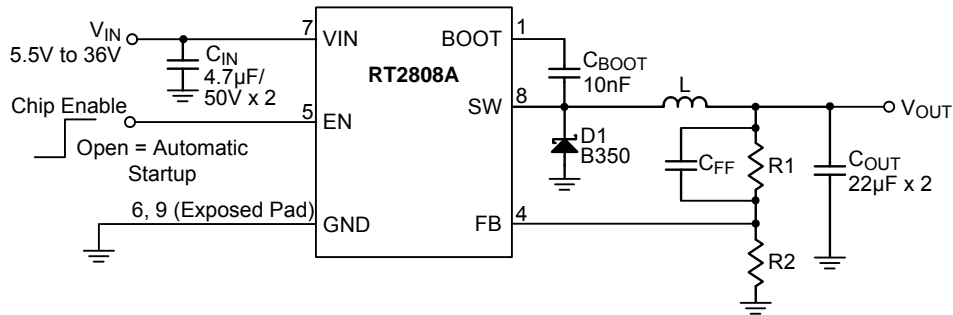 VIN
5.5V to 36V
7
VIN
CIN
4.7µF/
50V x 2
Chip Enable
5
EN
Open = Automatic
Startup
6, 9 (Exposed Pad)
GND
RT2808A
BOOT
1
CBOOT
10nF
SW
8
L
VOUT
D1
B350
CFF
R1
COUT
22µF x 2
FB
4
R2